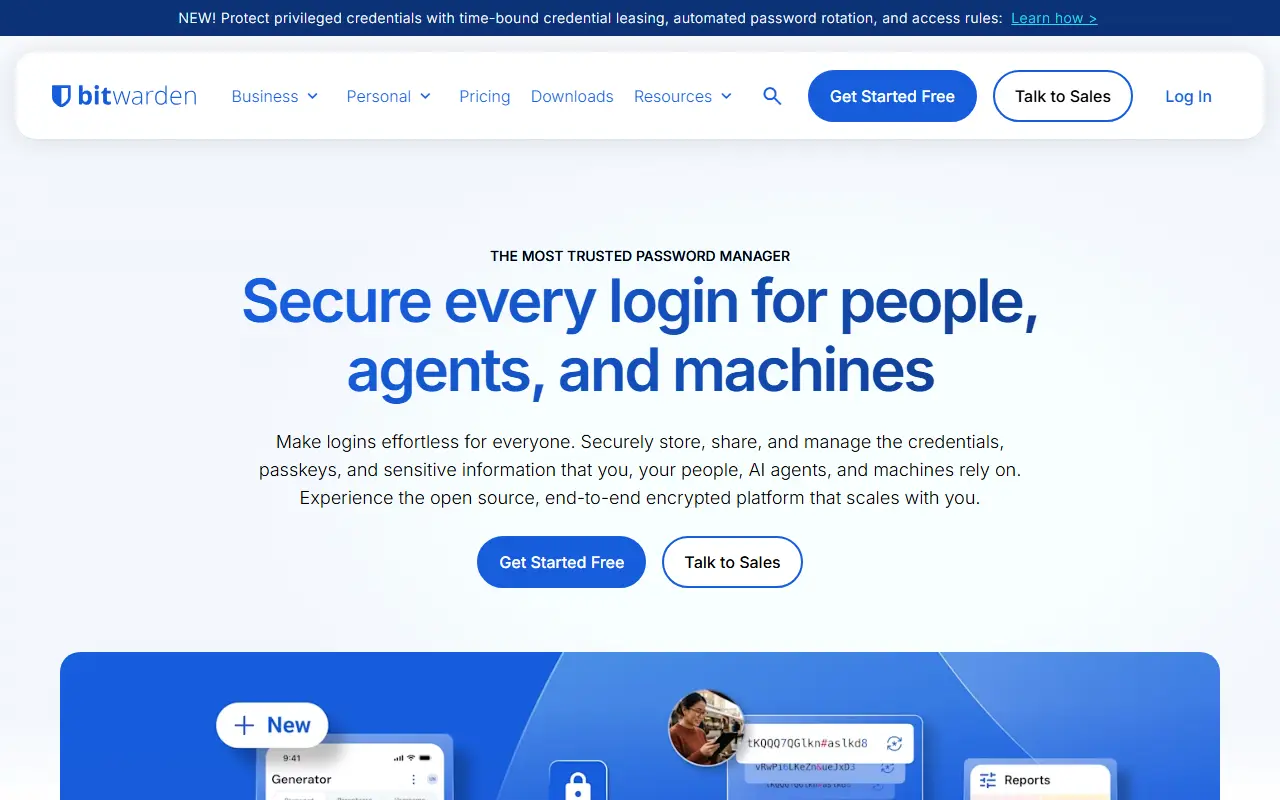 NEW! Protect privileged credentials with time-bound credential leasing, automated password rotation, and access rules: Learn how >
bitwarden
Business
Personal
Pricing
Downloads
Resources
Get Started Free
Talk to Sales
Log In
THE MOST TRUSTED PASSWORD MANAGER
Secure every login for people,
agents, and machines
Make logins effortless for everyone. Securely store, share, and manage the credentials,
passkeys, and sensitive information that you, your people, AI agents, and machines rely on.
Experience the open source, end-to-end encrypted platform that scales with you.
Get Started Free
Talk to Sales
New
9:41
Generator
tKQQQ7QGlkn#aslkd8
Reports